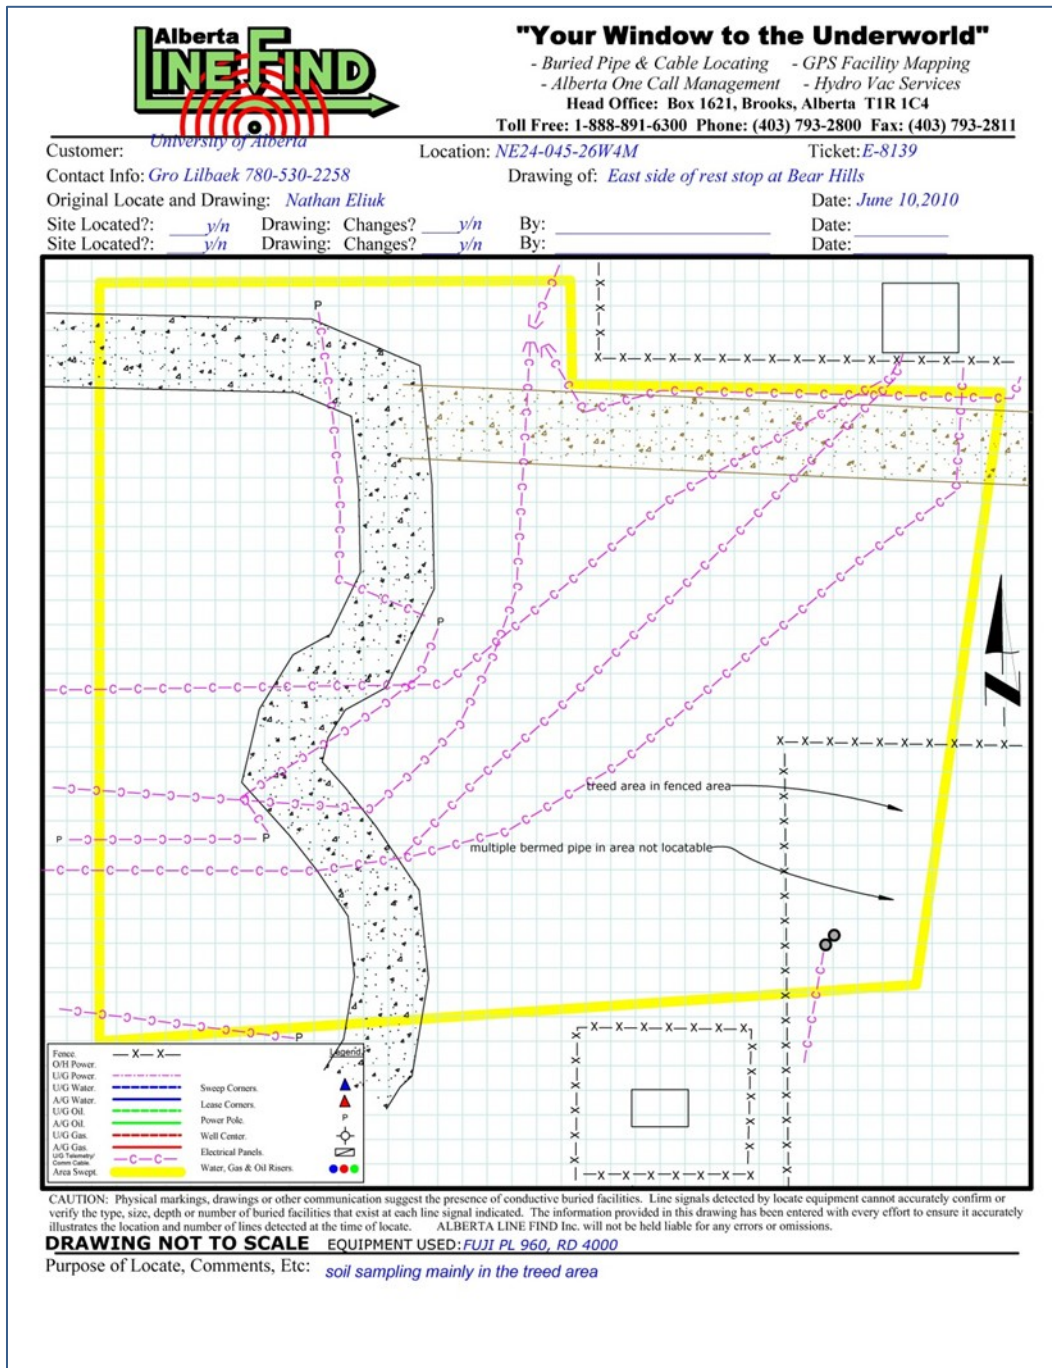 Alberta
LINE FIND
"Your Window to the Underworld"
- Buried Pipe & Cable Locating - GPS Facility Mapping
- Alberta One Call Management - Hydro Vac Services
Head Office: Box 1621, Brooks, Alberta T1R 1C4
Toll Free: 1-888-891-6300 Phone: (403) 793-2800 Fax: (403) 793-2811
Customer: University of Alberta Location: NE24-045-26W4M Ticket: E-8139
Contact Info: Gro Lilbaek 780-530-2258 Drawing of: East side of rest stop at Bear Hills
Original Locate and Drawing: Nathan Eliuk Date: June 10,2010
Site Located?: ____y/n Drawing: Changes? ____y/n By: ____ Date: ____
Site Located?: ____y/n Drawing: Changes? ____y/n By: ____ Date: ____
P
P
treed area in fenced area
P P
multiple bermed pipe in area not locatable
P
Legend.
Fence. —X—X—
O/H Power.
U/G Power.
U/G Water. Sweep Corners.
A/G Water. Lease Corners.
U/G Oil. Power Pole. P
A/G Oil.
U/G Gas. Well Center.
A/G Gas. Electrical Panels.
U/G Telemetry/
Comm Cable. —C—C—
Area Swept. Water, Gas & Oil Risers.
CAUTION: Physical markings, drawings or other communication suggest the presence of conductive buried facilities. Line signals detected by locate equipment cannot accurately confirm or
verify the type, size, depth or number of buried facilities that exist at each line signal indicated. The information provided in this drawing has been entered with every effort to ensure it accurately
illustrates the location and number of lines detected at the time of locate. ALBERTA LINE FIND Inc. will not be held liable for any errors or omissions.
DRAWING NOT TO SCALE EQUIPMENT USED: FUJI PL 960, RD 4000
Purpose of Locate, Comments, Etc: soil sampling mainly in the treed area